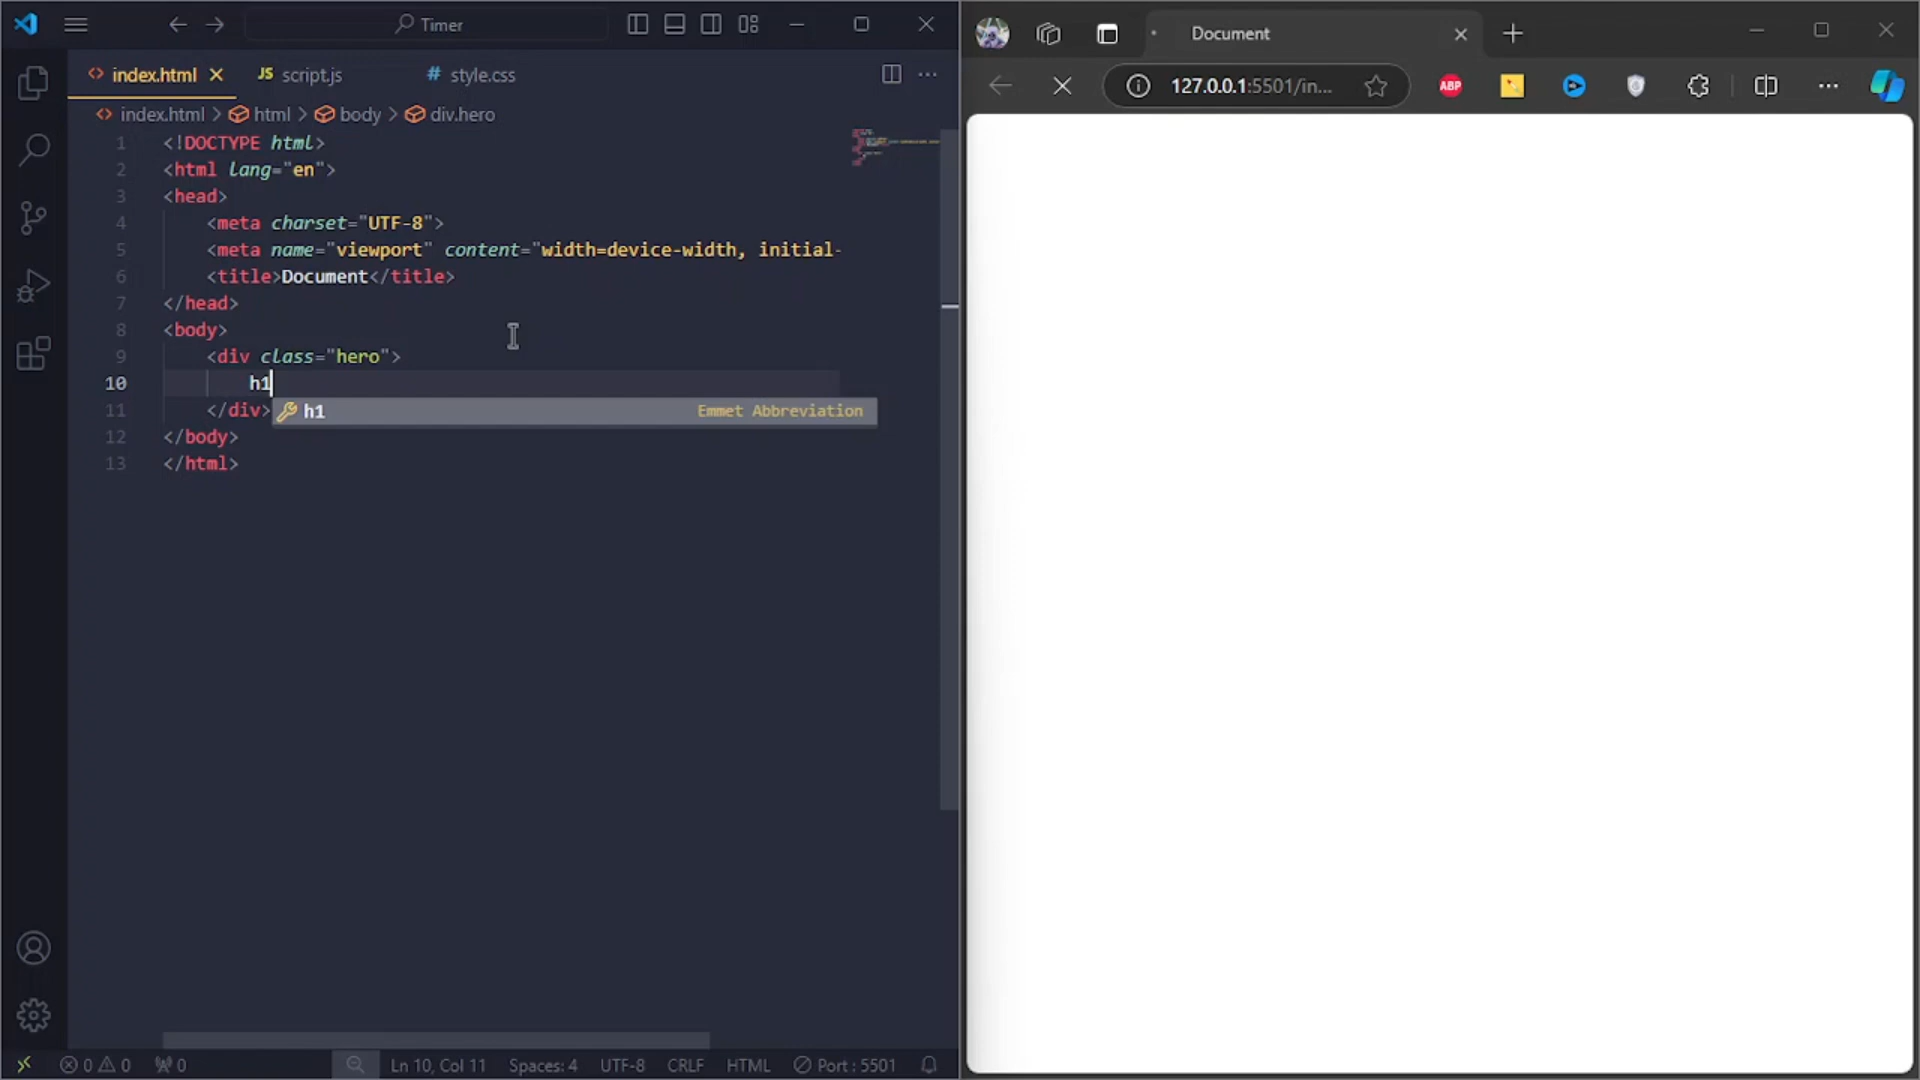 Timer
index.html
JS script.js
# style.css
index.html > html > body > div.hero
1 <!DOCTYPE html>
2 <html lang="en">
3 <head>
4 <meta charset="UTF-8">
5 <meta name="viewport" content="width=device-width, initial-
6 <title>Document</title>
7 </head>
8 <body>
9 <div class="hero">
10 h1
11 </div>
h1 Emmet Abbreviation
12 </body>
13 </html>
0 0 0 Ln 10, Col 11 Spaces: 4 UTF-8 CRLF HTML Port : 5501
Document
127.0.0.1:5501/in...
ABP